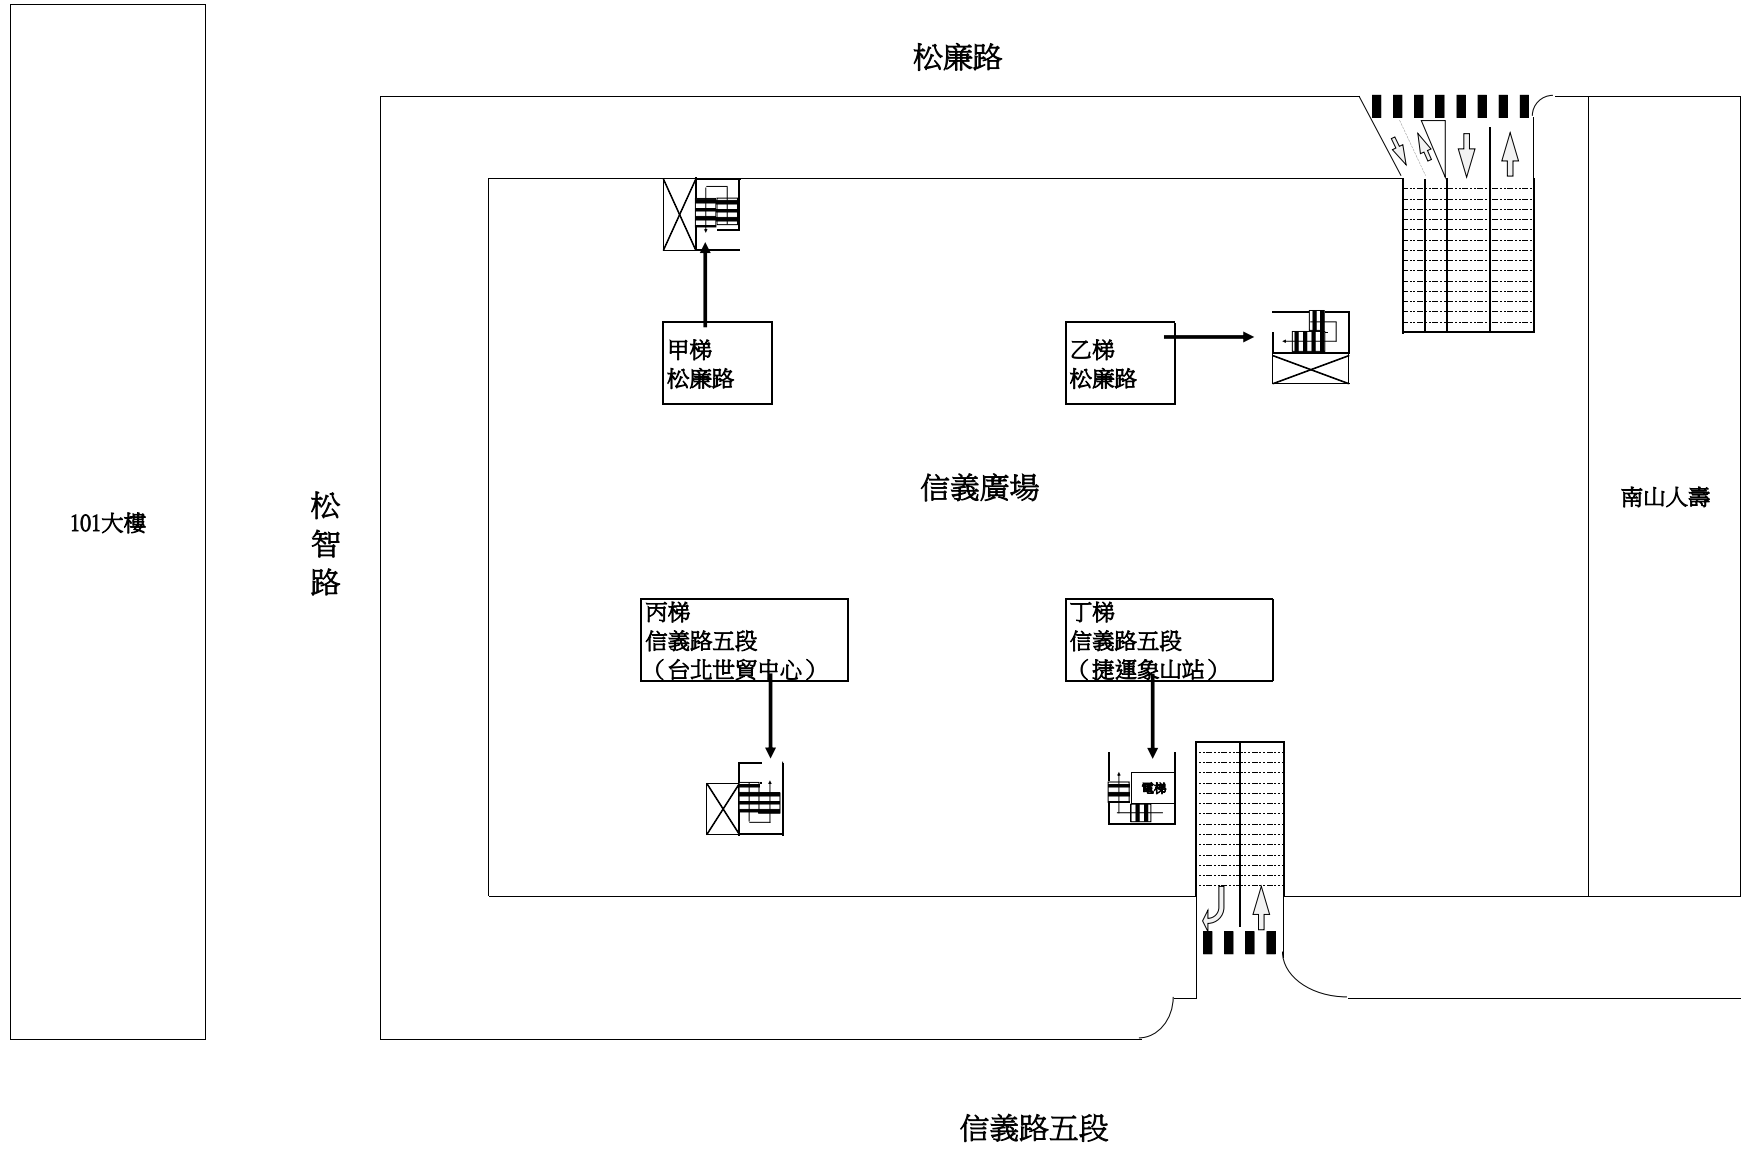 松廉路
甲梯
松廉路
乙梯
松廉路
信義廣場
101大樓
松
智
路
南山人壽
丙梯
信義路五段
（台北世貿中心）
丁梯
信義路五段
（捷運象山站）
電梯
信義路五段